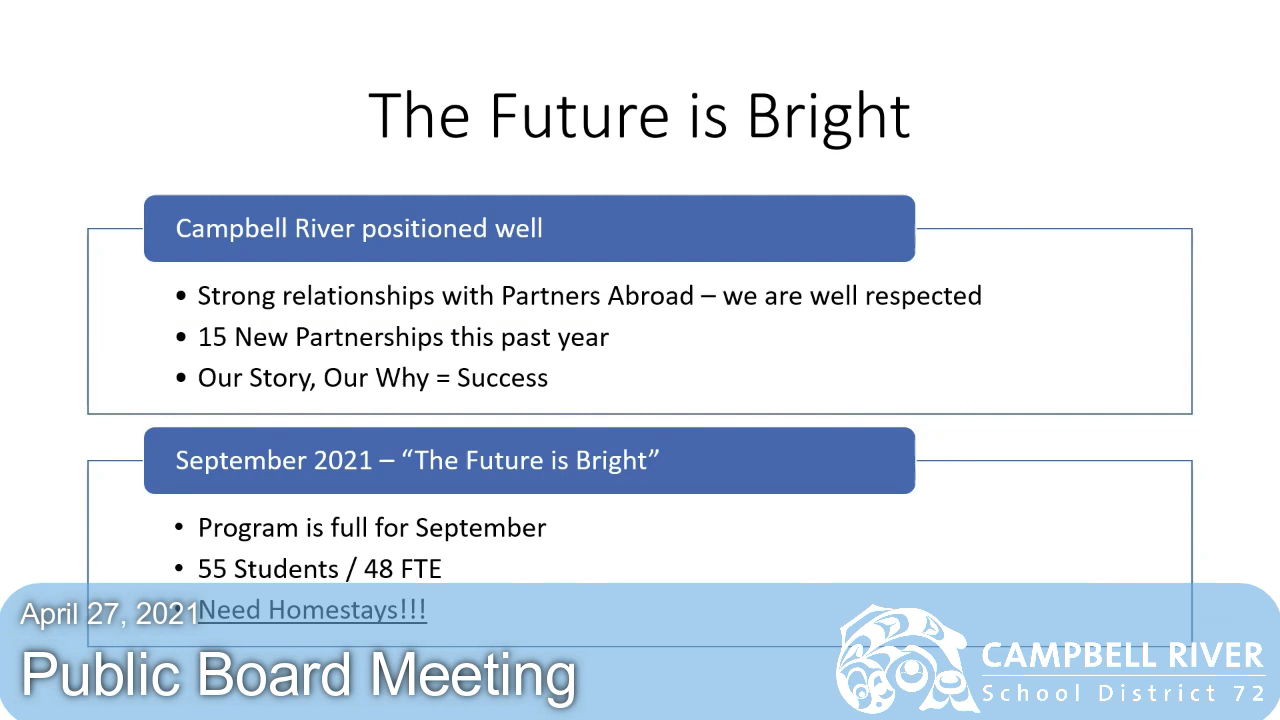 The Future is Bright
Campbell River positioned well
• Strong relationships with Partners Abroad – we are well respected
• 15 New Partnerships this past year
• Our Story, Our Why = Success
September 2021 – “The Future is Bright”
• Program is full for September
• 55 Students / 48 FTE
• Need Homestays!!!
April 27, 2021
Public Board Meeting
CAMPBELL RIVER
School District 72